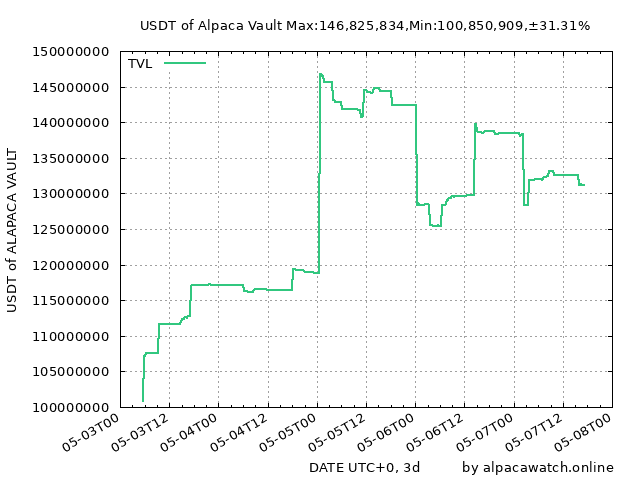 USDT of Alpaca Vault Max:146,825,834,Min:100,850,909,±31.31%
TVL
150000000
145000000
140000000
135000000
130000000
125000000
120000000
115000000
110000000
105000000
100000000
USDT of ALAPACA VAULT
05-03T00
05-03T12
05-04T00
05-04T12
05-05T00
05-05T12
05-06T00
05-06T12
05-07T00
05-07T12
05-08T00
DATE UTC+0, 3d
by alpacawatch.online